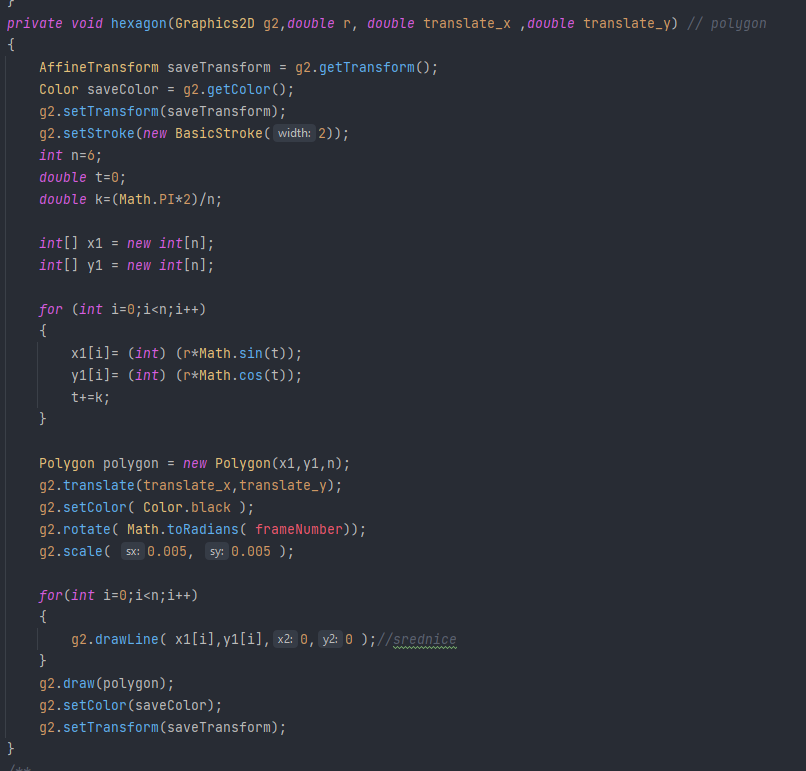 }
private void hexagon(Graphics2D g2,double r, double translate_x ,double translate_y) // polygon
{
    AffineTransform saveTransform = g2.getTransform();
    Color saveColor = g2.getColor();
    g2.setTransform(saveTransform);
    g2.setStroke(new BasicStroke( width: 2));
    int n=6;
    double t=0;
    double k=(Math.PI*2)/n;

    int[] x1 = new int[n];
    int[] y1 = new int[n];

    for (int i=0;i<n;i++)
    {
        x1[i]= (int) (r*Math.sin(t));
        y1[i]= (int) (r*Math.cos(t));
        t+=k;
    }

    Polygon polygon = new Polygon(x1,y1,n);
    g2.translate(translate_x,translate_y);
    g2.setColor( Color.black );
    g2.rotate( Math.toRadians( frameNumber));
    g2.scale( sx: 0.005, sy: 0.005 );

    for(int i=0;i<n;i++)
    {
        g2.drawLine( x1[i],y1[i], x2: 0, y2: 0 );//srednice
    }
    g2.draw(polygon);
    g2.setColor(saveColor);
    g2.setTransform(saveTransform);
}
/**